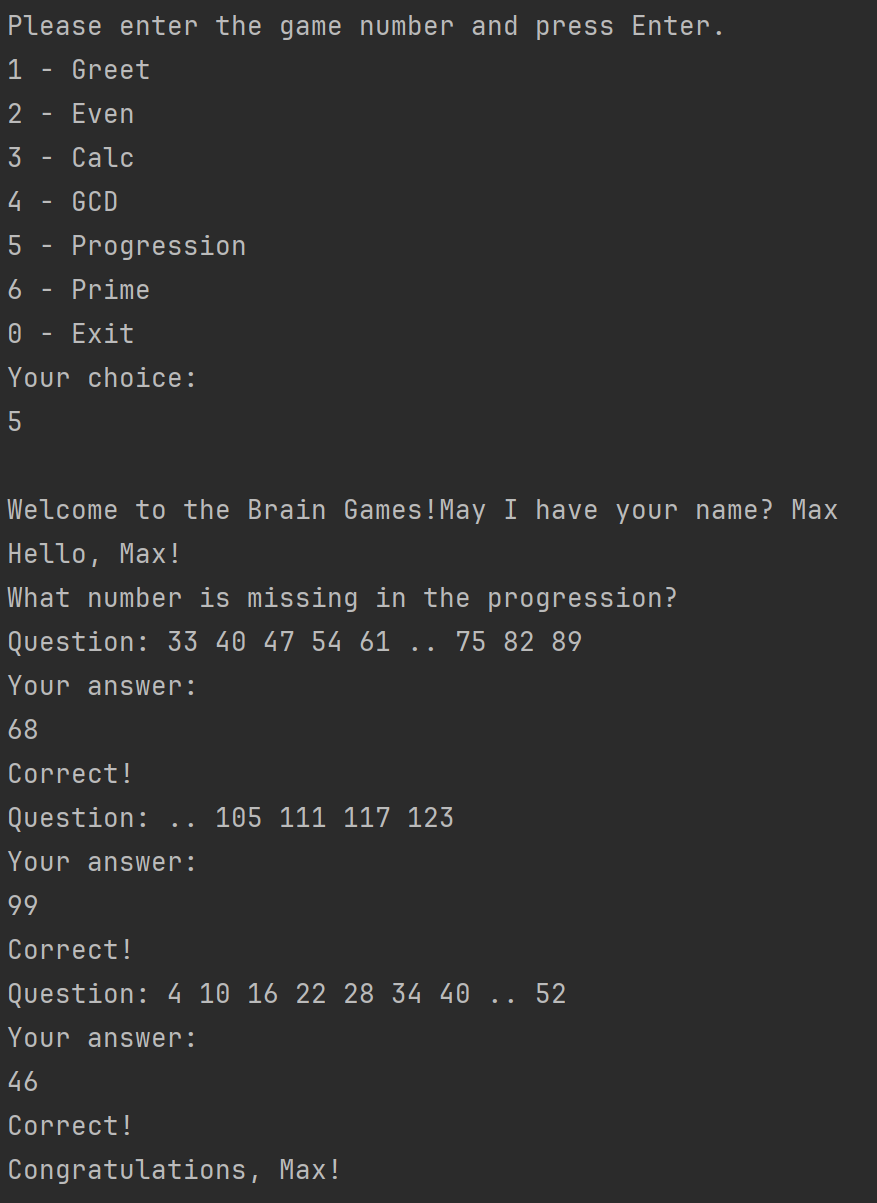 Please enter the game number and press Enter.
1 - Greet
2 - Even
3 - Calc
4 - GCD
5 - Progression
6 - Prime
0 - Exit
Your choice:
5
Welcome to the Brain Games!May I have your name? Max
Hello, Max!
What number is missing in the progression?
Question: 33 40 47 54 61 .. 75 82 89
Your answer:
68
Correct!
Question: .. 105 111 117 123
Your answer:
99
Correct!
Question: 4 10 16 22 28 34 40 .. 52
Your answer:
46
Correct!
Congratulations, Max!